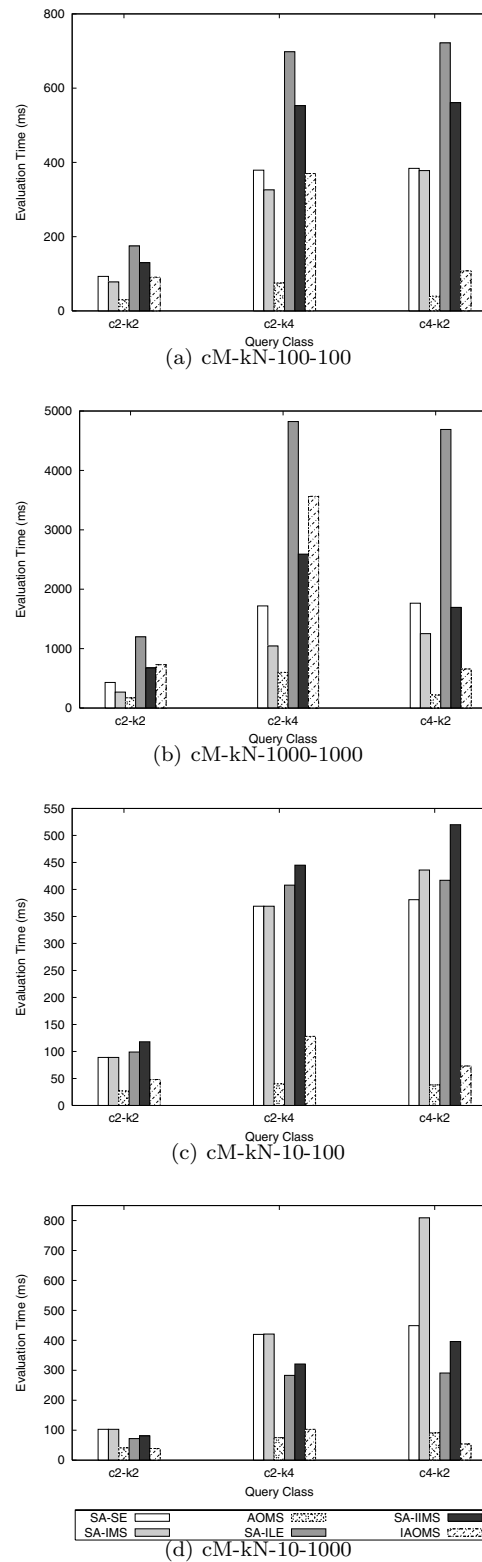 800
600
400
200
0
Evaluation Time (ms)
c2-k2 c2-k4 c4-k2
Query Class
(a) cM-kN-100-100
5000
4000
3000
2000
1000
0
Evaluation Time (ms)
c2-k2 c2-k4 c4-k2
Query Class
(b) cM-kN-1000-1000
550
500
450
400
350
300
250
200
150
100
50
0
Evaluation Time (ms)
c2-k2 c2-k4 c4-k2
Query Class
(c) cM-kN-10-100
800
700
600
500
400
300
200
100
0
Evaluation Time (ms)
c2-k2 c2-k4 c4-k2
Query Class
SA-SE AOMS SA-IIMS
SA-IMS SA-ILE IAOMS
(d) cM-kN-10-1000